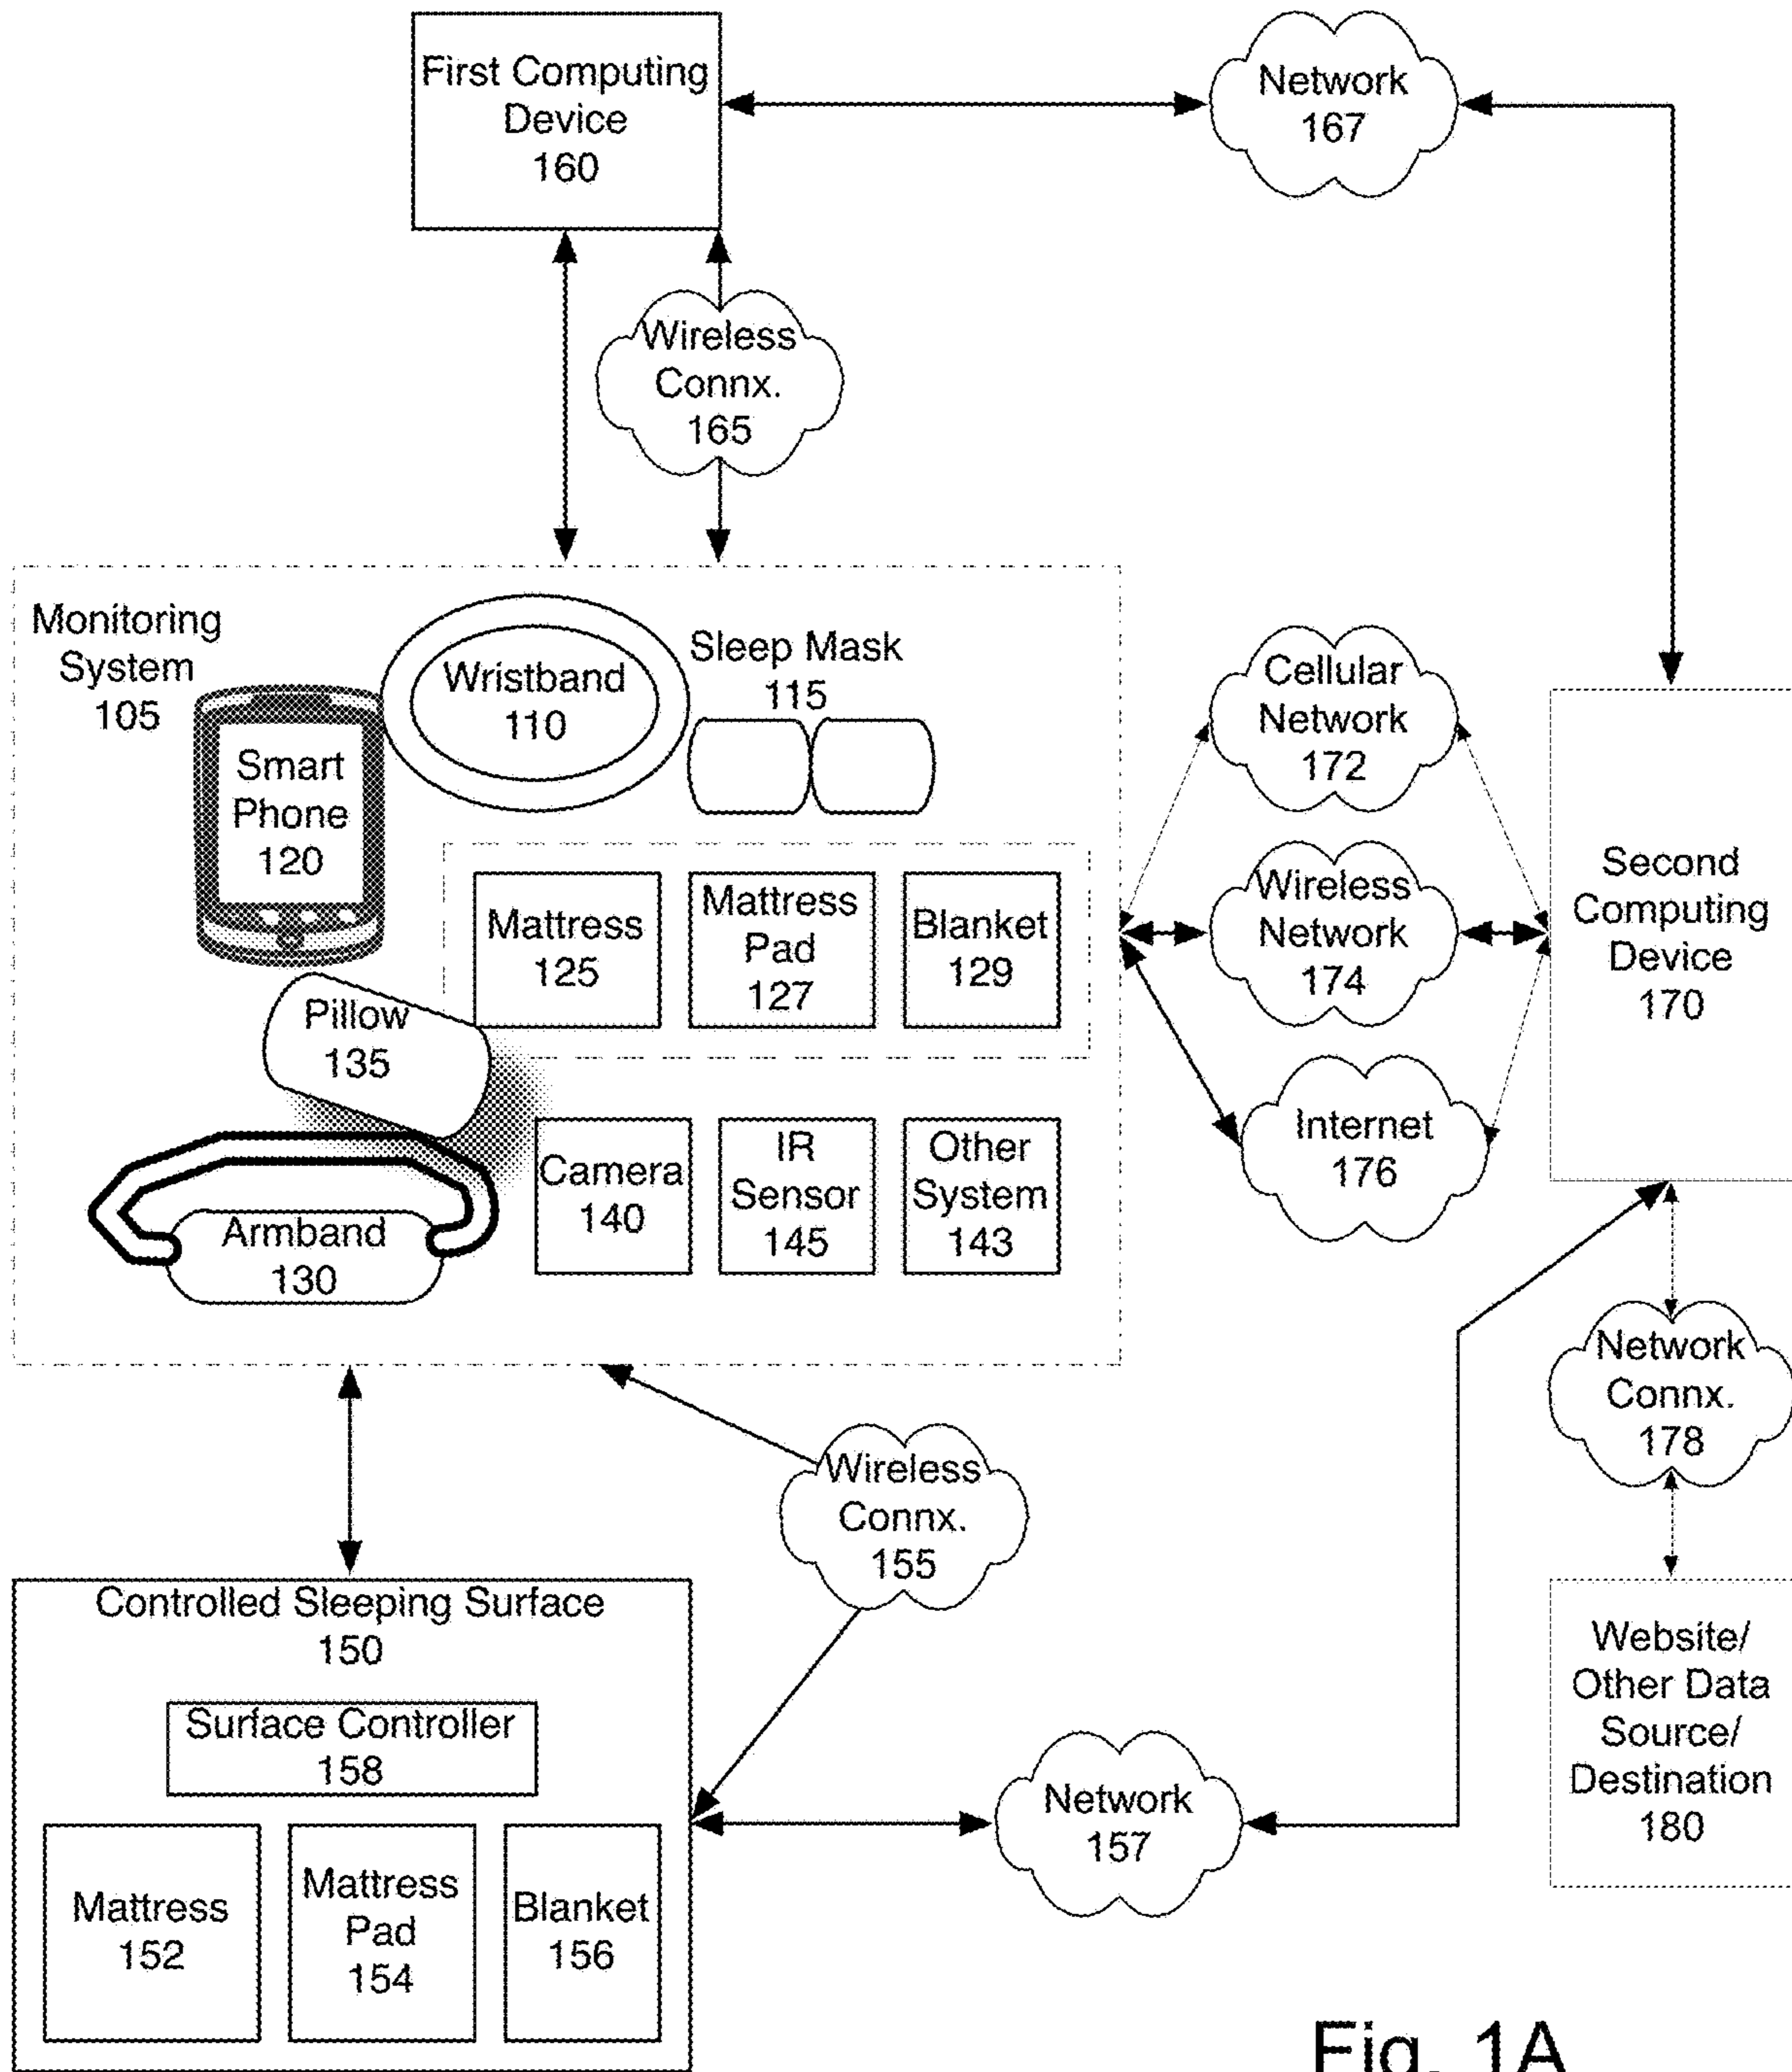 First Computing
Device
160
Network
167
Wireless
Connx.
165
Monitoring
System
105
Wristband
110
Sleep Mask
115
Smart
Phone
120
Mattress
125
Mattress
Pad
127
Blanket
129
Pillow
135
Armband
130
Camera
140
IR
Sensor
145
Other
System
143
Cellular
Network
172
Wireless
Network
174
Internet
176
Second
Computing
Device
170
Network
Connx.
178
Wireless
Connx.
155
Controlled Sleeping Surface
150
Surface Controller
158
Mattress
152
Mattress
Pad
154
Blanket
156
Network
157
Website/
Other Data
Source/
Destination
180
Fig. 1A